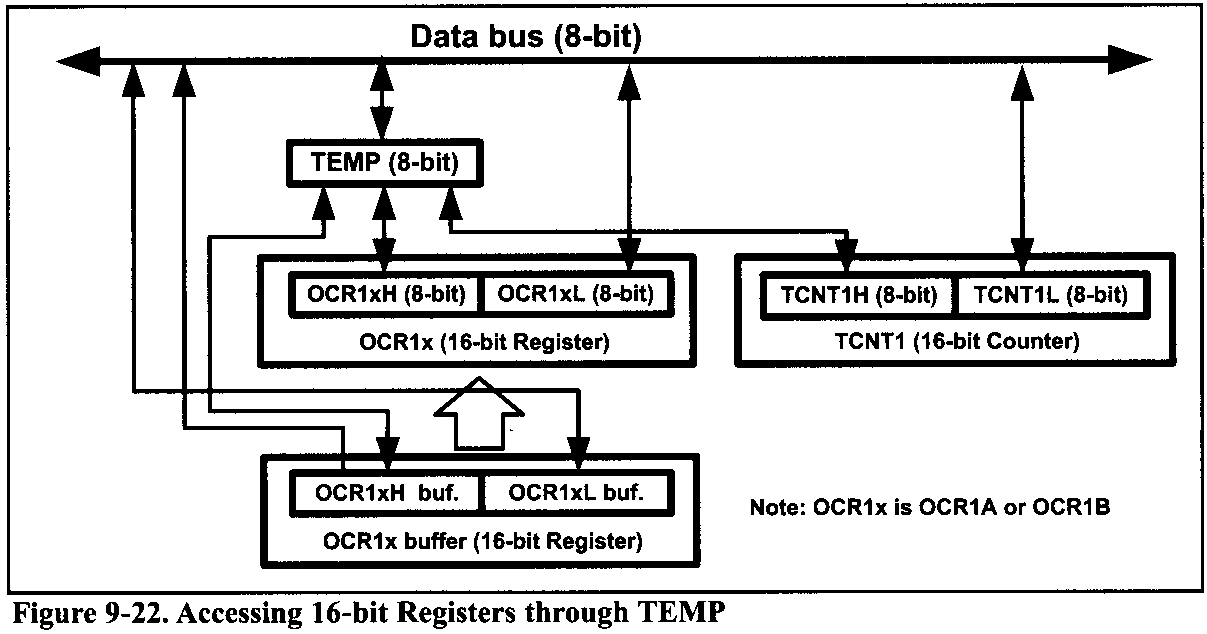 Data bus (8-bit)
TEMP (8-bit)
OCR1xH (8-bit) OCR1xL (8-bit)
OCR1x (16-bit Register)
TCNT1H (8-bit) TCNT1L (8-bit)
TCNT1 (16-bit Counter)
OCR1xH buf. OCR1xL buf.
OCR1x buffer (16-bit Register)
Note: OCR1x is OCR1A or OCR1B
Figure 9-22. Accessing 16-bit Registers through TEMP